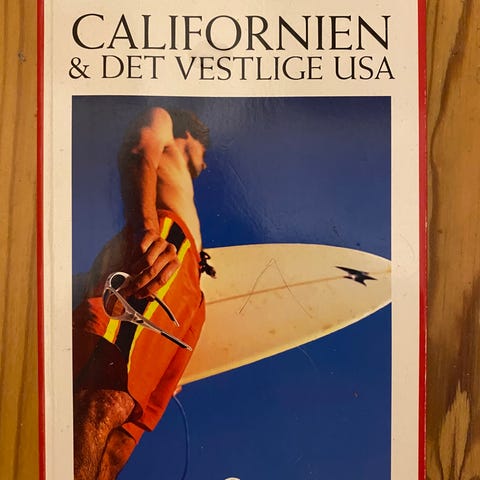 CALIFORNIEN
& DET VESTLIGE USA